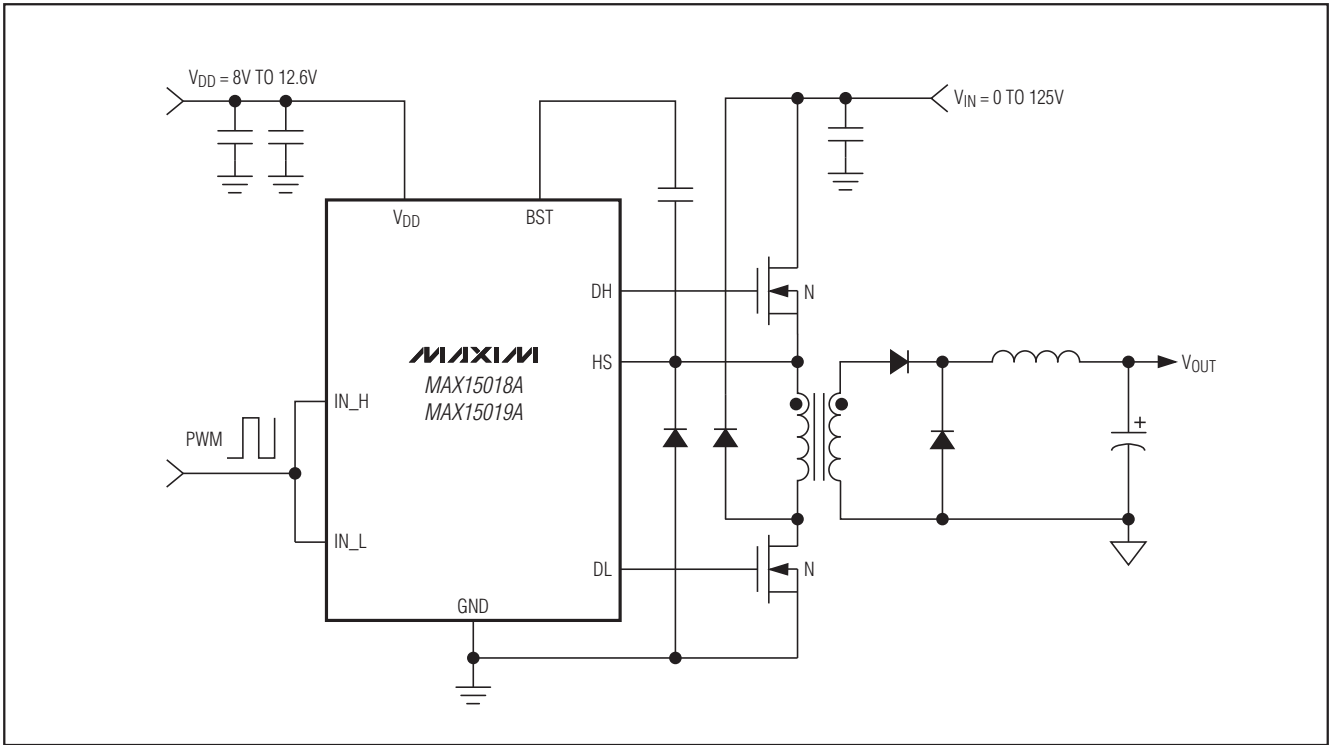 VDD = 8V TO 12.6V
VIN = 0 TO 125V
VDD
BST
DH
N
MAXIM
HS
MAX15018A
MAX15019A
VOUT
IN_H
PWM
+
IN_L
DL
N
GND